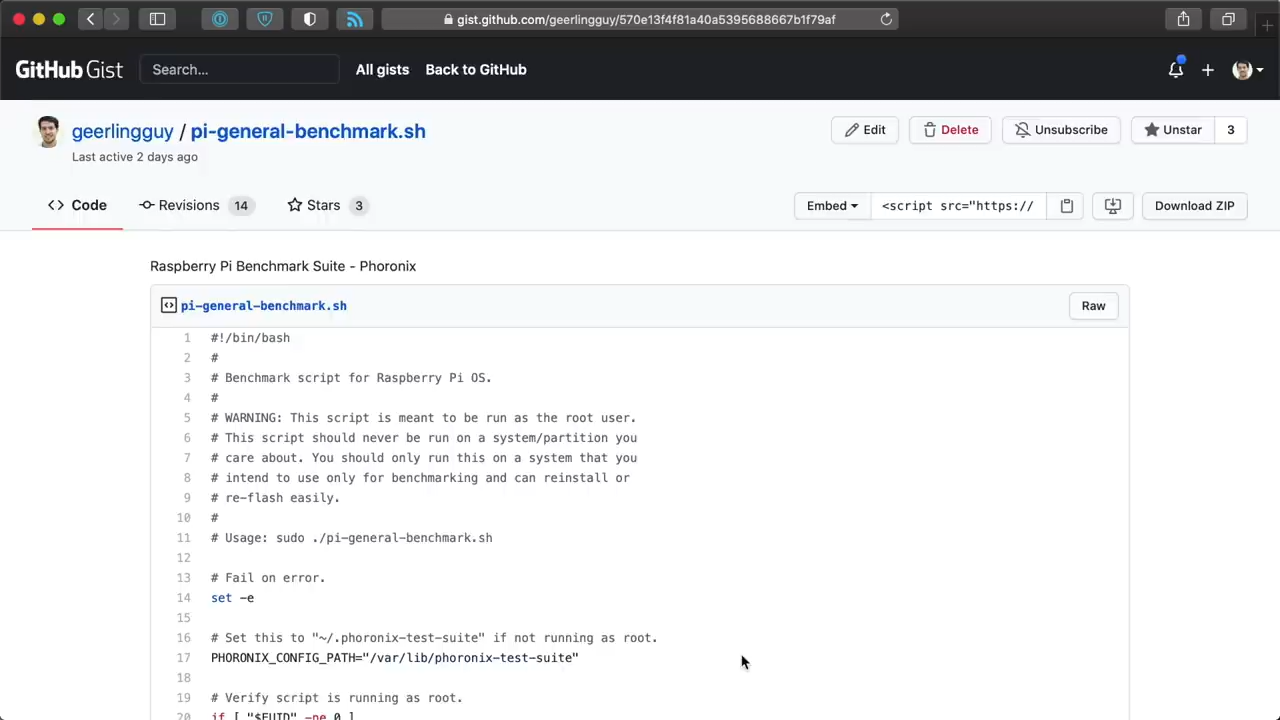 gist.github.com/geerlingguy/570e13f4f81a40a5395688667b1f79af
GitHub Gist Search... All gists Back to GitHub
geerlingguy / pi-general-benchmark.sh
Edit Delete Unsubscribe Unstar 3
Last active 2 days ago
Code Revisions 14 Stars 3 Embed <script src="https:// Download ZIP
Raspberry Pi Benchmark Suite - Phoronix
pi-general-benchmark.sh Raw
1 #!/bin/bash
2 #
3 # Benchmark script for Raspberry Pi OS.
4 #
5 # WARNING: This script is meant to be run as the root user.
6 # This script should never be run on a system/partition you
7 # care about. You should only run this on a system that you
8 # intend to use only for benchmarking and can reinstall or
9 # re-flash easily.
10 #
11 # Usage: sudo ./pi-general-benchmark.sh
12
13 # Fail on error.
14 set -e
15
16 # Set this to "~/.phoronix-test-suite" if not running as root.
17 PHORONIX_CONFIG_PATH="/var/lib/phoronix-test-suite"
18
19 # Verify script is running as root.
20 if [ "$EUID" -ne 0 ]